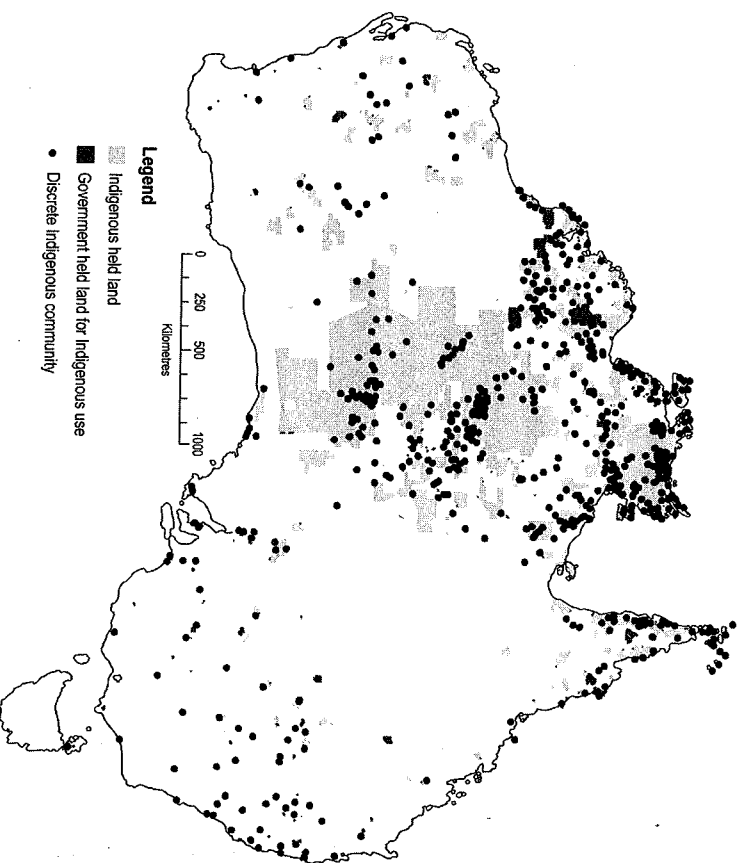 Legend
Indigenous held land
Government held land for Indigenous use
Discrete Indigenous community
0 250 500 1000
Kilometres